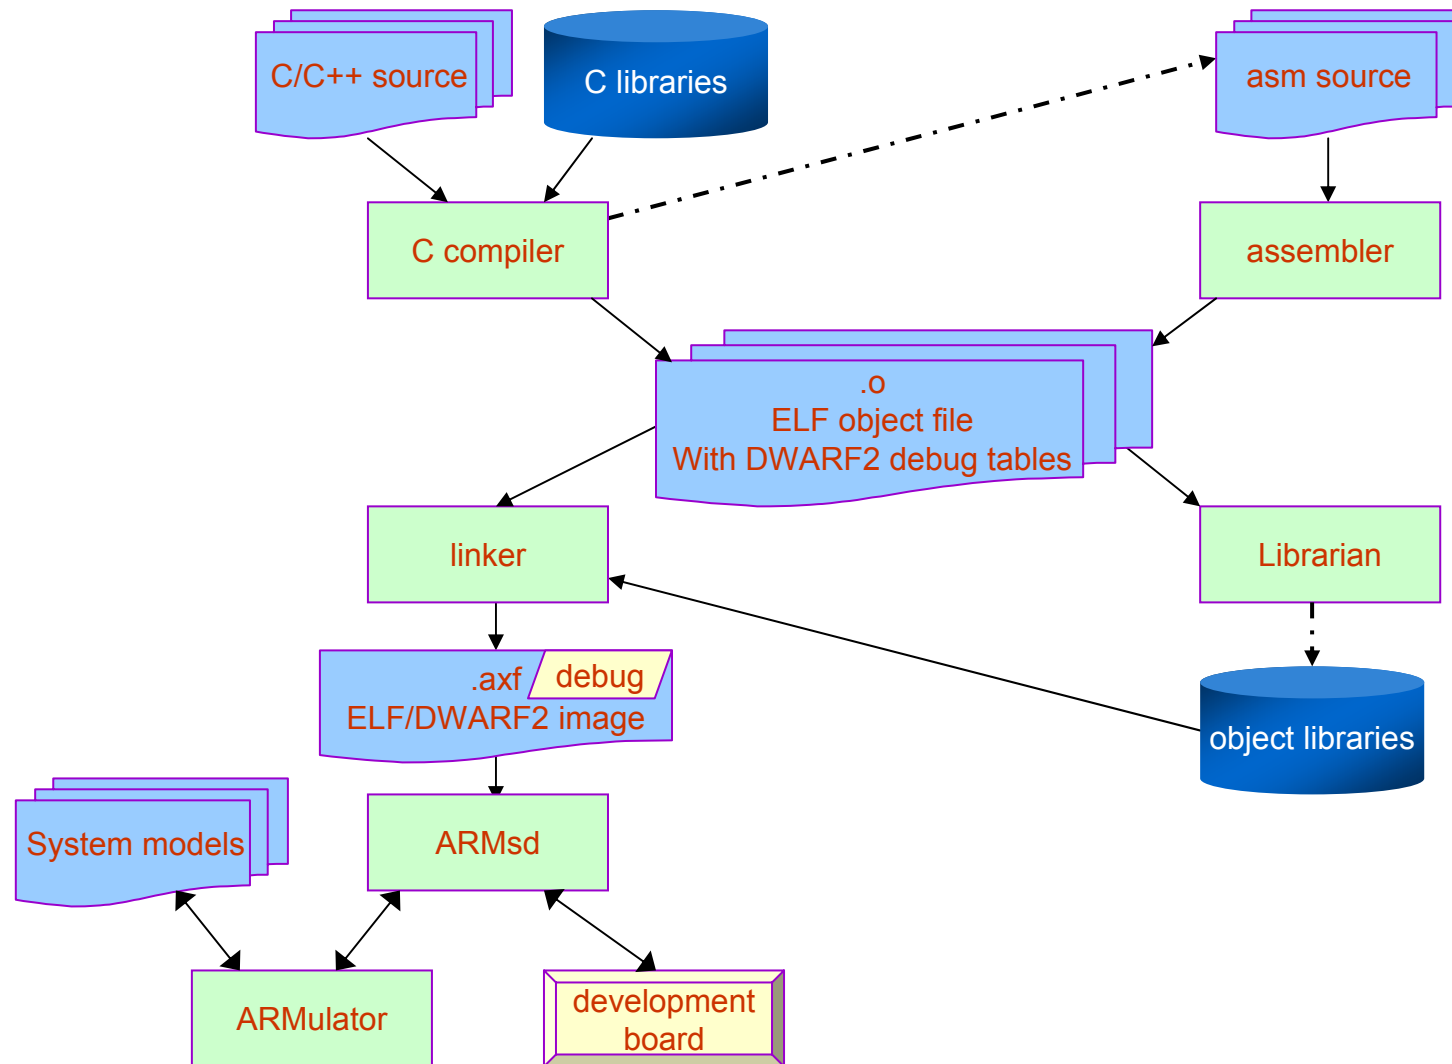 C/C++ source
C libraries
asm source
C compiler
assembler
.o
ELF object file
With DWARF2 debug tables
linker
Librarian
.axf
debug
ELF/DWARF2 image
object libraries
System models
ARMsd
ARMulator
development
board